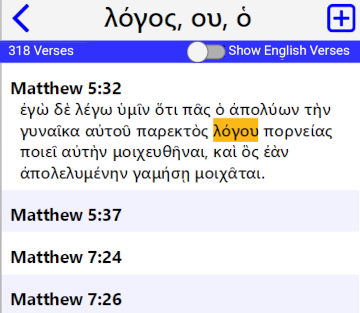 λόγος, ου, ὁ
318 Verses Show English Verses
Matthew 5:32
ἐγὼ δὲ λέγω ὑμῖν ὅτι πᾶς ὁ ἀπολύων τὴν
γυναῖκα αὐτοῦ παρεκτὸς λόγου πορνείας
ποιεῖ αὐτὴν μοιχευθῆναι, καὶ ὃς ἐὰν
ἀπολελυμένην γαμήσῃ μοιχᾶται.
Matthew 5:37
Matthew 7:24
Matthew 7:26